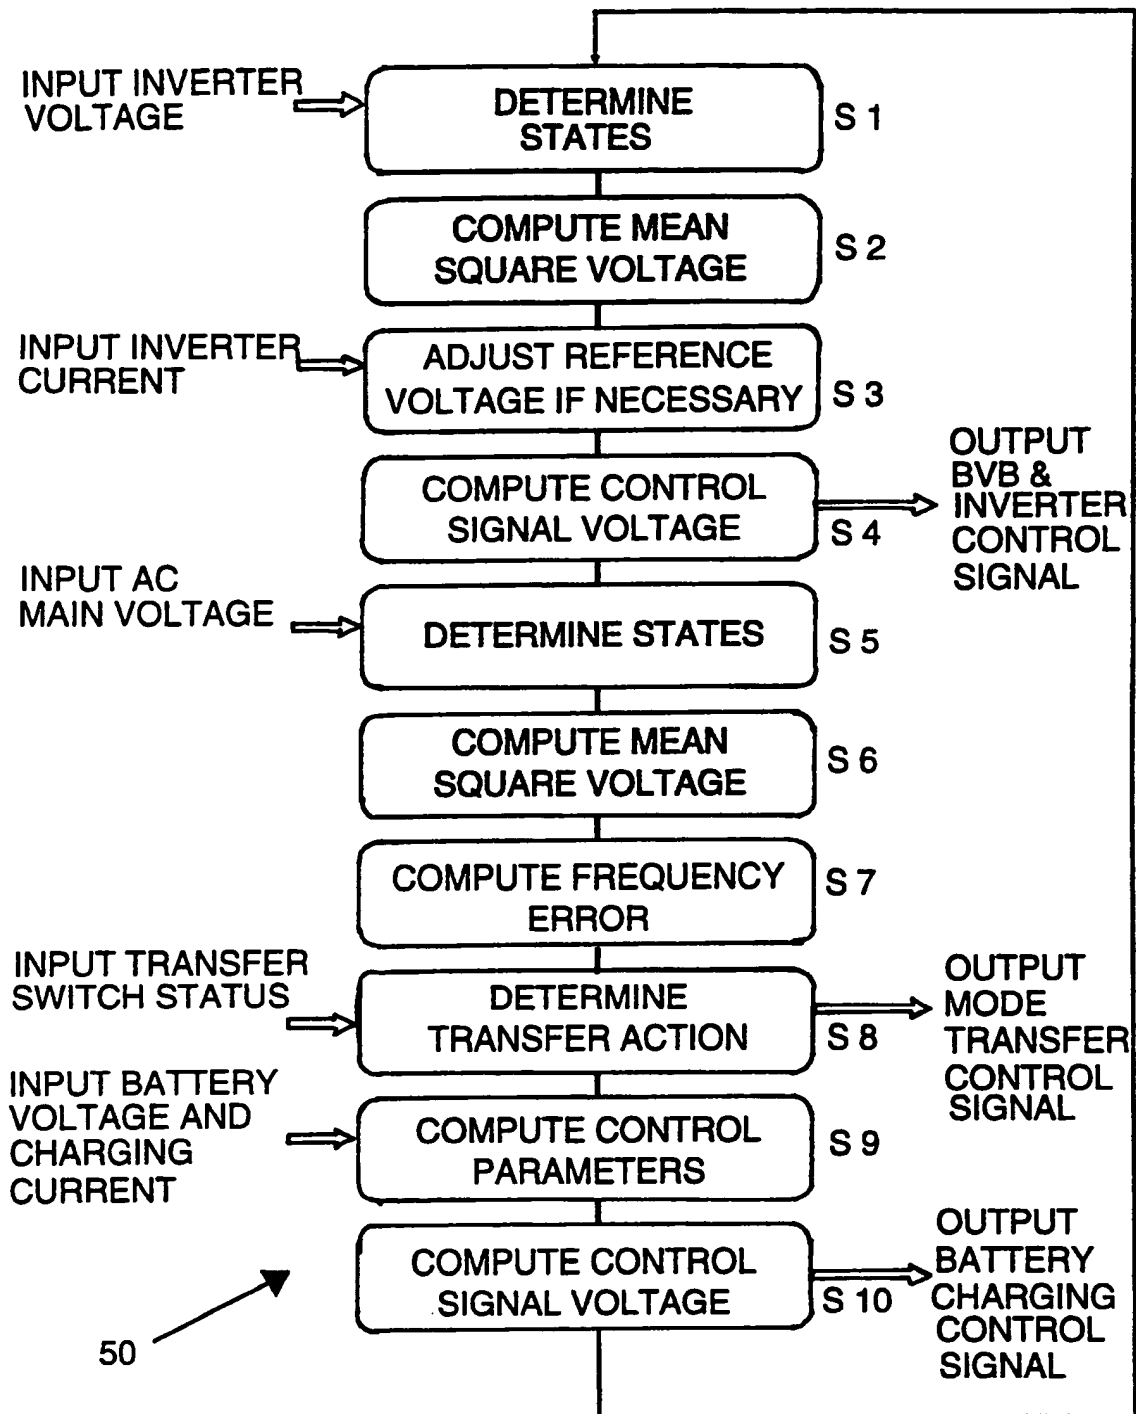 INPUT INVERTER
VOLTAGE
DETERMINE
STATES
S 1
COMPUTE MEAN
SQUARE VOLTAGE
S 2
INPUT INVERTER
CURRENT
ADJUST REFERENCE
VOLTAGE IF NECESSARY
S 3
COMPUTE CONTROL
SIGNAL VOLTAGE
S 4
OUTPUT
BVB &
INVERTER
CONTROL
SIGNAL
INPUT AC
MAIN VOLTAGE
DETERMINE STATES
S 5
COMPUTE MEAN
SQUARE VOLTAGE
S 6
COMPUTE FREQUENCY
ERROR
S 7
INPUT TRANSFER
SWITCH STATUS
DETERMINE
TRANSFER ACTION
S 8
OUTPUT
MODE
TRANSFER
CONTROL
SIGNAL
INPUT BATTERY
VOLTAGE AND
CHARGING
CURRENT
COMPUTE CONTROL
PARAMETERS
S 9
COMPUTE CONTROL
SIGNAL VOLTAGE
S 10
OUTPUT
BATTERY
CHARGING
CONTROL
SIGNAL
50